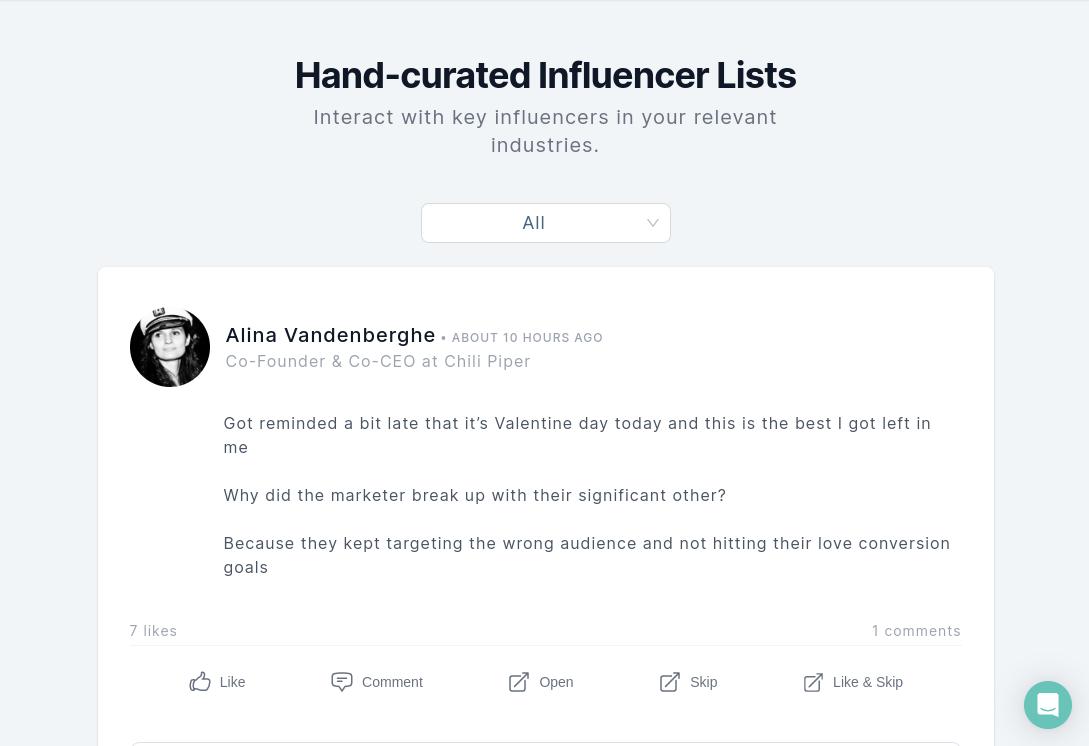 Hand-curated Influencer Lists
Interact with key influencers in your relevant
industries.
All
Alina Vandenberghe • ABOUT 10 HOURS AGO
Co-Founder & Co-CEO at Chili Piper
Got reminded a bit late that it’s Valentine day today and this is the best I got left in
me
Why did the marketer break up with their significant other?
Because they kept targeting the wrong audience and not hitting their love conversion
goals
7 likes 1 comments
Like Comment Open Skip Like & Skip